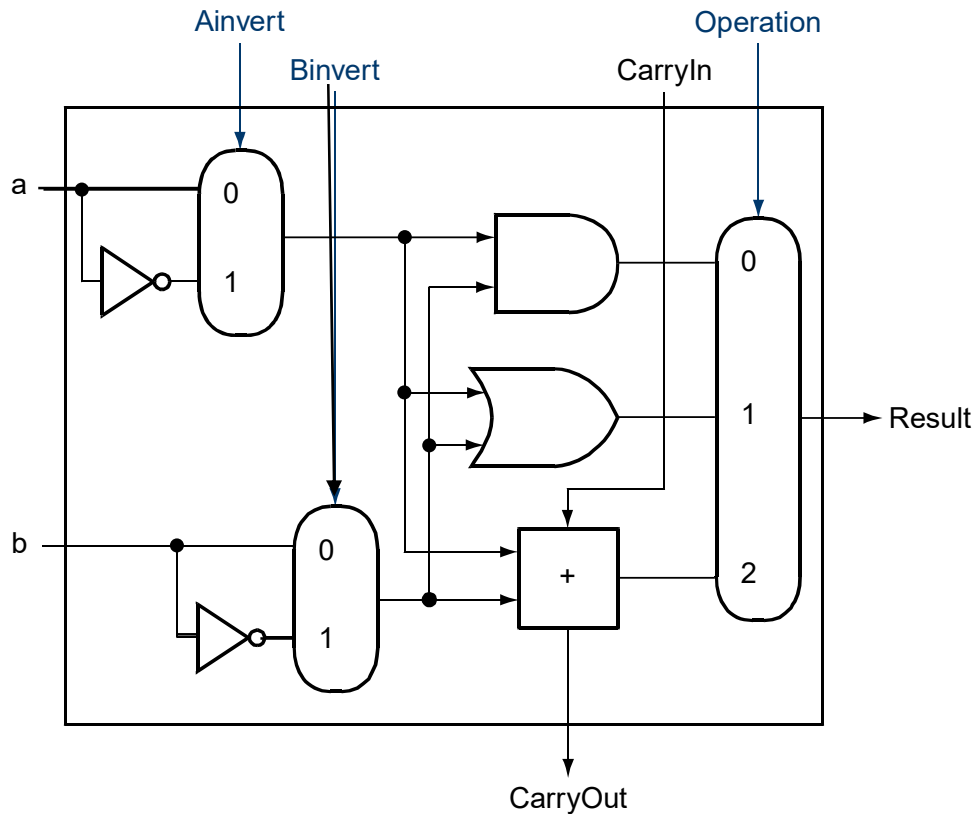 Ainvert
Operation
Binvert
CarryIn
a
0
1
0
1
Result
b
0
1
+
2
CarryOut